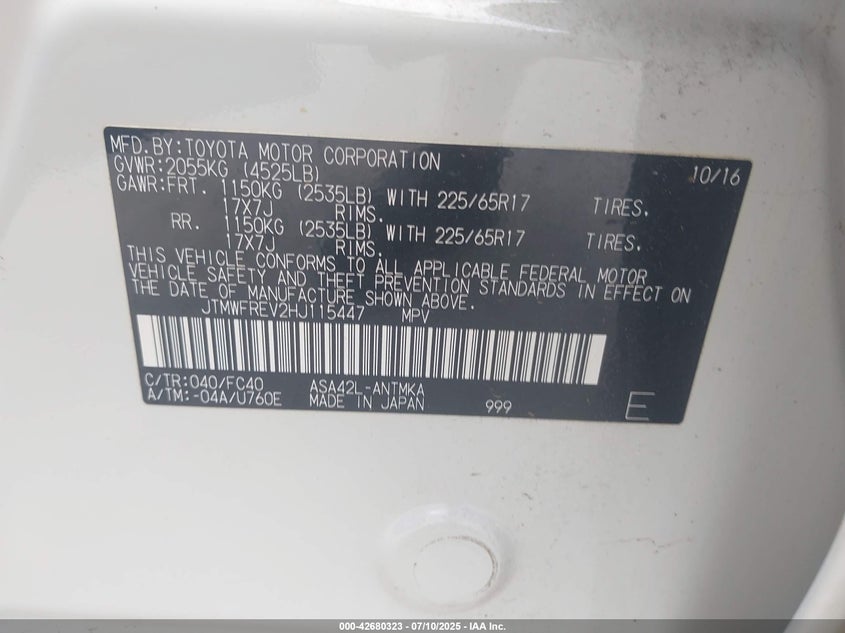 MFD.BY:TOYOTA MOTOR CORPORATION 10/16
GVWR:2055KG (4525LB)
GAWR:FRT. 1150KG (2535LB) WITH 225/65R17 TIRES,
17X7J RIMS.
RR. 1150KG (2535LB) WITH 225/65R17 TIRES,
17X7J RIMS.
THIS VEHICLE CONFORMS TO ALL APPLICABLE FEDERAL MOTOR
VEHICLE SAFETY AND THEFT PREVENTION STANDARDS IN EFFECT ON
THE DATE OF MANUFACTURE SHOWN ABOVE.
JTMWFREV2HJ115447 MPV
C/TR:040/FC40 ASA42L-ANTMKA
A/TM:-04A/U760E MADE IN JAPAN 999 E
000-42680323 | 07/10/2025 | IAA Inc.